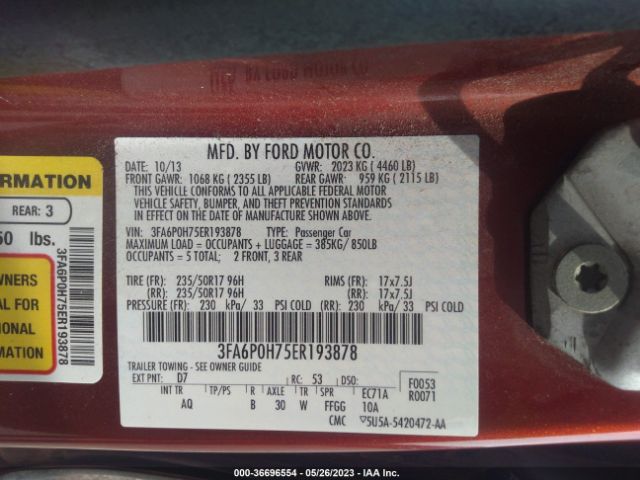 MFD. BY FORD MOTOR CO.
DATE: 10/13 GVWR: 2023 KG ( 4460 LB)
FRONT GAWR: 1068 KG ( 2355 LB) REAR GAWR: 959 KG ( 2115 LB)
THIS VEHICLE CONFORMS TO ALL APPLICABLE FEDERAL MOTOR
VEHICLE SAFETY, BUMPER, AND THEFT PREVENTION STANDARDS
IN EFFECT ON THE DATE OF MANUFACTURE SHOWN ABOVE.
VIN: 3FA6P0H75ER193878 TYPE: Passenger Car
MAXIMUM LOAD = OCCUPANTS + LUGGAGE = 385KG/ 850LB
OCCUPANTS = 5 TOTAL; 2 FRONT, 3 REAR
TIRE (FR): 235/50R17 96H RIMS (FR): 17x7.5J
(RR): 235/50R17 96H (RR): 17x7.5J
PRESSURE (FR): 230 kPa/ 33 PSI COLD (RR): 230 kPa/ 33 PSI COLD
3FA6P0H75ER193878
TRAILER TOWING - SEE OWNER GUIDE
EXT PNT: D7 RC: 53 DSO: F0053
R0071
INT TR TP/PS R AXLE TR SPR EC71A
AQ B 30 W FFGG 10A
CMC 5U5A-5420472-AA
ORMATION
REAR: 3
50 lbs.
3FA6P0H75ER193878
WNERS
AL FOR
IONAL
MATION
000-36696554 - 05/26/2023 - IAA Inc.